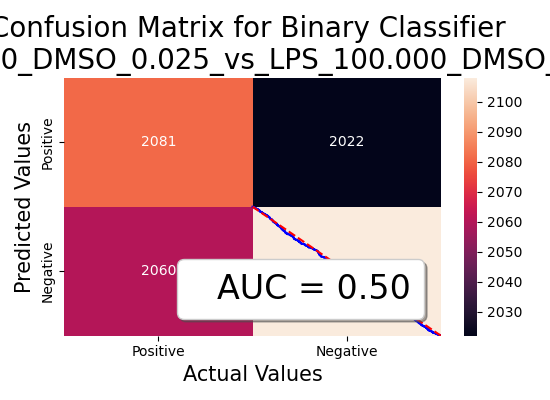 Confusion Matrix for Binary Classifier
0_DMSO_0.025_vs_LPS_100.000_DMSO_
Predicted Values
Positive
Negative
2081
2022
2060
AUC = 0.50
Positive
Negative
Actual Values
2100
2090
2080
2070
2060
2050
2040
2030